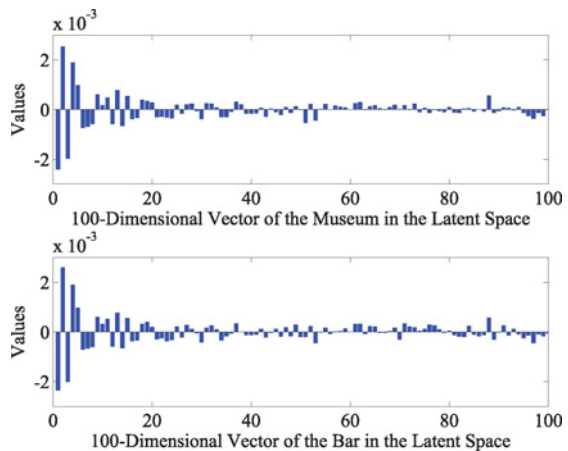 x 10^-3
2
0
-2
Values
0 20 40 60 80 100
100-Dimensional Vector of the Museum in the Latent Space
x 10^-3
2
0
-2
Values
0 20 40 60 80 100
100-Dimensional Vector of the Bar in the Latent Space